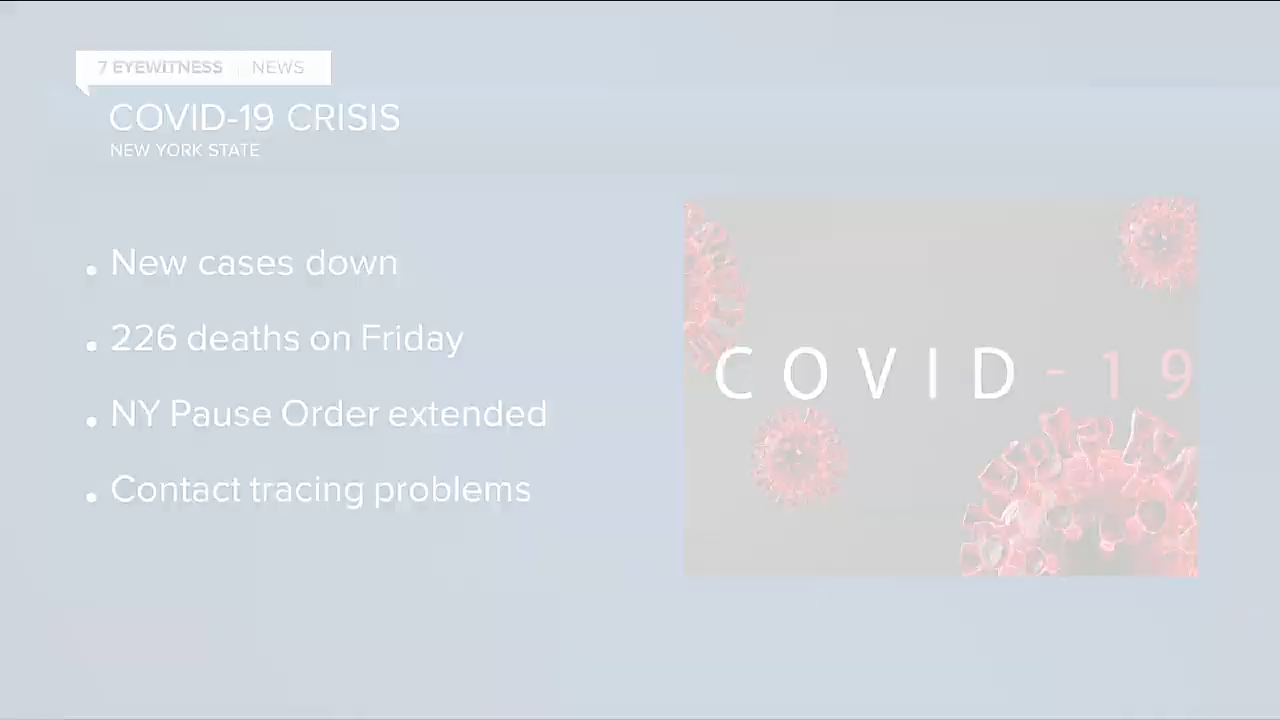 7 EYEWITNESS NEWS
COVID-19 CRISIS
NEW YORK STATE
. New cases down
. 226 deaths on Friday
. NY Pause Order extended
. Contact tracing problems
COVID-19